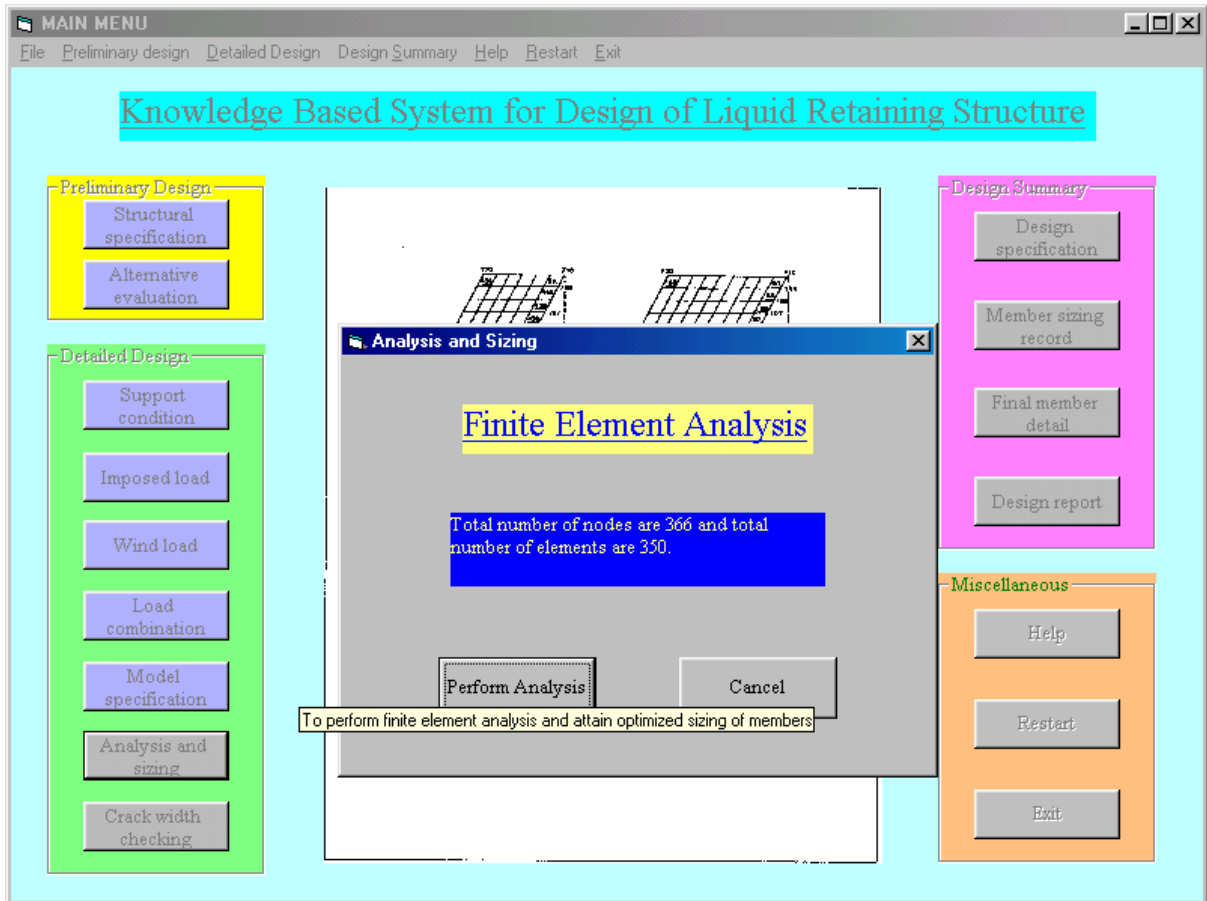 MAIN MENU
File Preliminary design Detailed Design Design Summary Help Restart Exit
Knowledge Based System for Design of Liquid Retaining Structure
Preliminary Design
Structural
specification
Alternative
evaluation
Detailed Design
Support
condition
Imposed load
Wind load
Load
combination
Model
specification
Analysis and
sizing
Crack width
checking
Analysis and Sizing
Finite Element Analysis
Total number of nodes are 366 and total
number of elements are 350.
Perform Analysis
Cancel
To perform finite element analysis and attain optimized sizing of members
Design Summary
Design
specification
Member sizing
record
Final member
detail
Design report
Miscellaneous
Help
Restart
Exit